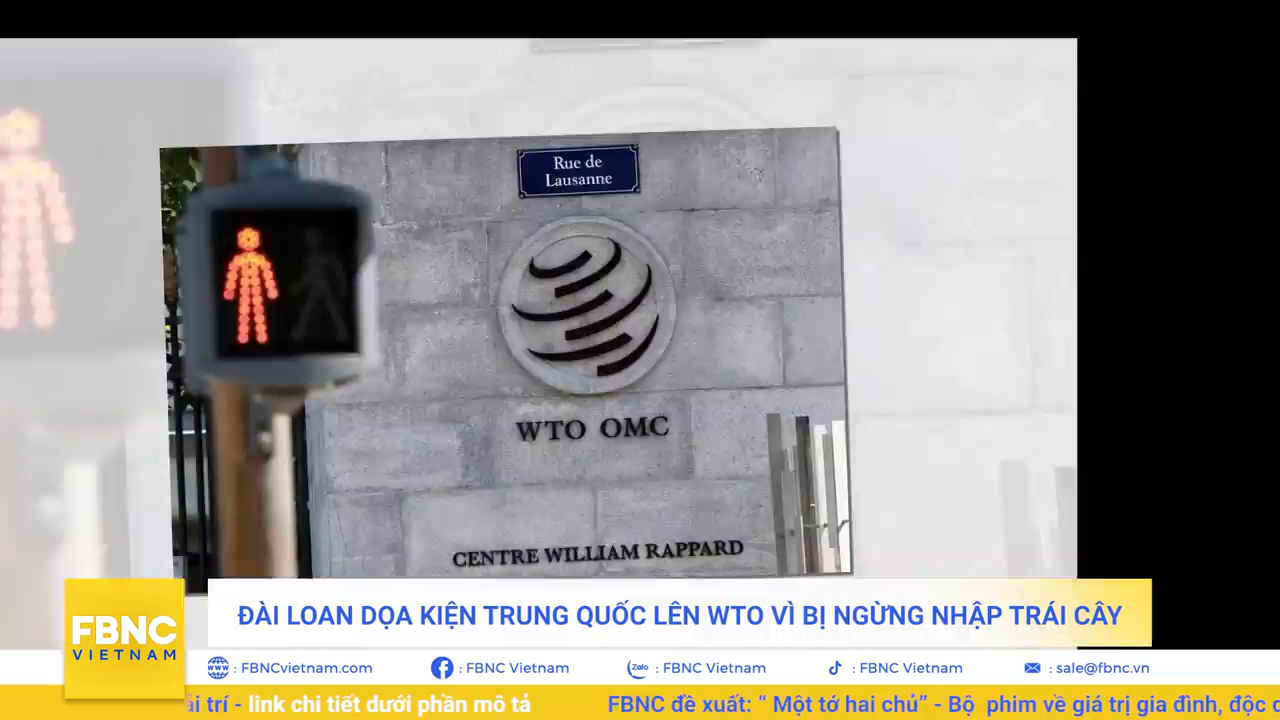 Rue de
Lausanne
WTO OMC
CENTRE WILLIAM RAPPARD
ĐÀI LOAN DỌA KIỆN TRUNG QUỐC LÊN WTO VÌ BỊ NGỪNG NHẬP TRÁI CÂY
FBNC
VIETNAM
www : FBNCvietnam.com : FBNC Vietnam Zalo : FBNC Vietnam : FBNC Vietnam : sale@fbnc.vn
ải trí - link chi tiết dưới phần mô tả FBNC đề xuất: “ Một tớ hai chủ” - Bộ phim về giá trị gia đình, độc